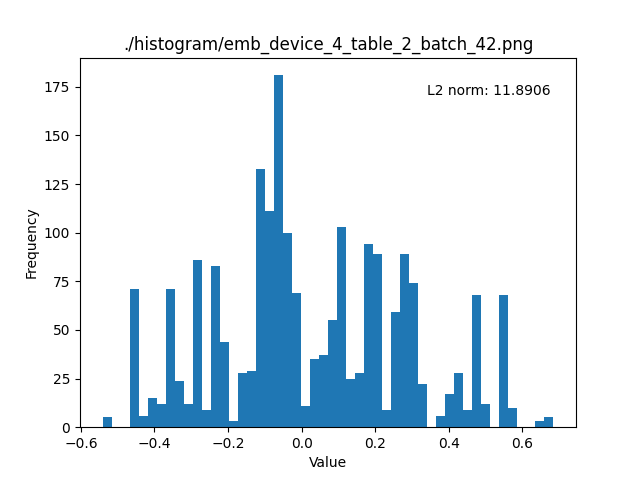 ./histogram/emb_device_4_table_2_batch_42.png
L2 norm: 11.8906
175
150
125
100
75
50
25
0
Frequency
−0.6 −0.4 −0.2 0.0 0.2 0.4 0.6
Value